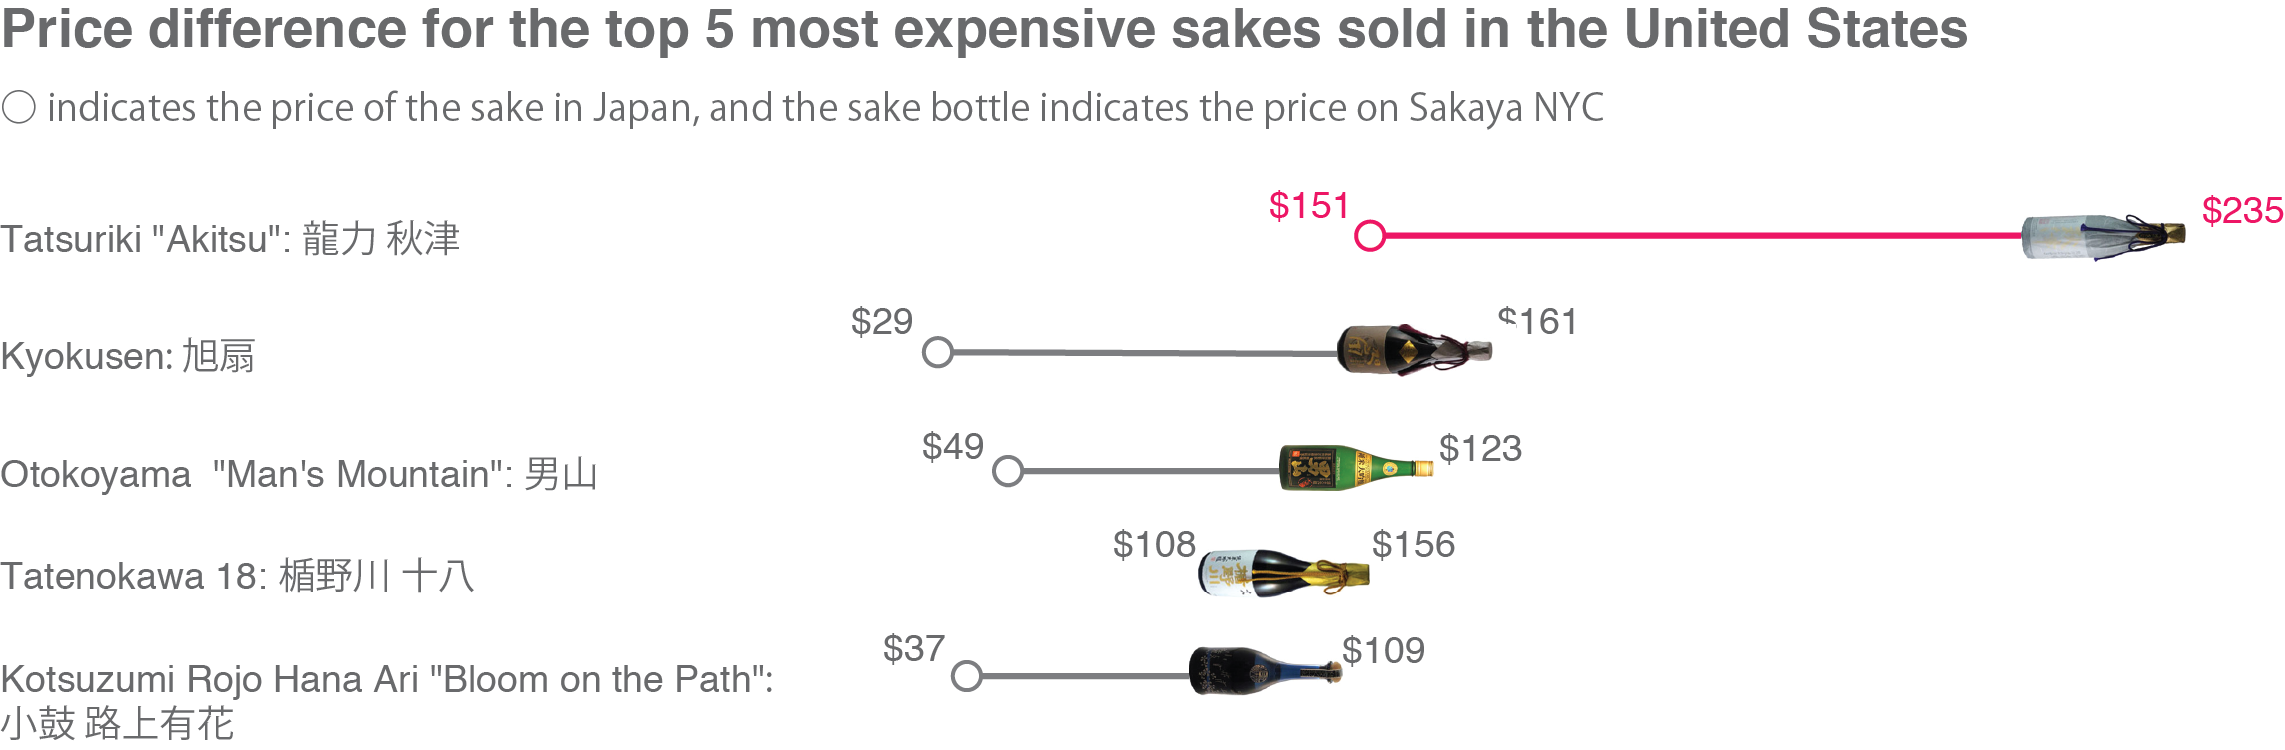 Price difference for the top 5 most expensive sakes sold in the United States
○ indicates the price of the sake in Japan, and the sake bottle indicates the price on Sakaya NYC
$151
$235
Tatsuriki "Akitsu": 龍力 秋津
$29
$161
Kyokusen: 旭扇
$49
$123
Otokoyama "Man's Mountain": 男山
$108
$156
Tatenokawa 18: 楯野川 十八
$37
$109
Kotsuzumi Rojo Hana Ari "Bloom on the Path":
小鼓 路上有花